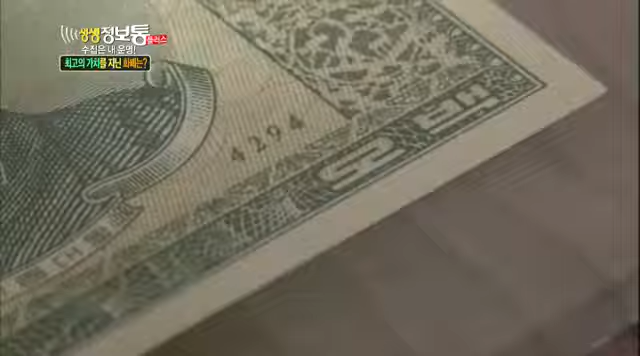 생생정보통 플러스
수집은 내 운명!
최고의 가치를 지닌 화폐는?
4294
오백